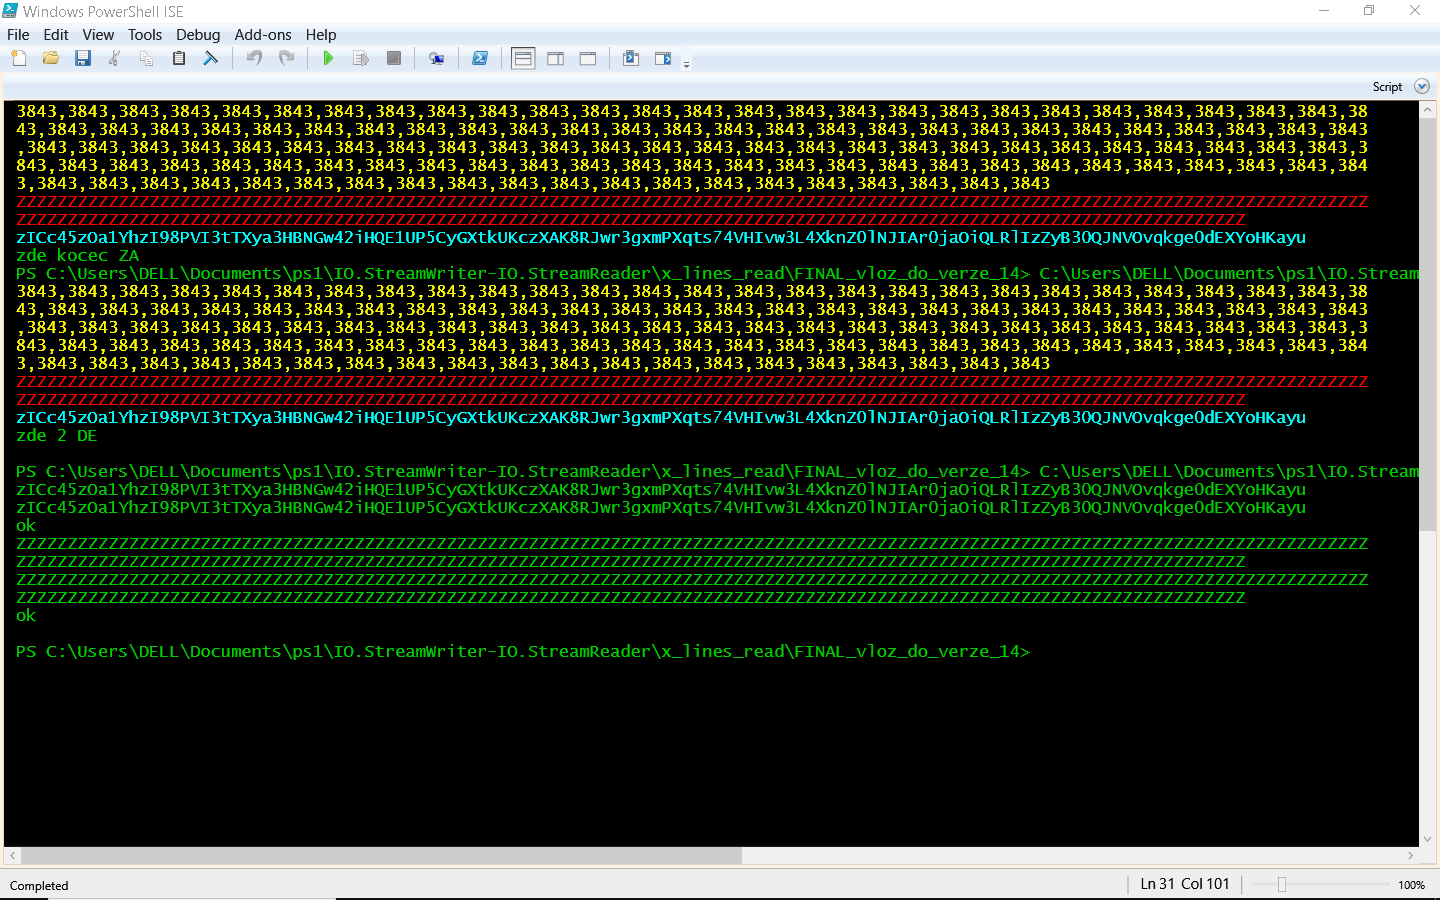 3843,3843,3843,3843,3843,3843,3843,3843,3843,3843,3843,3843,3843,3843,3843,3843,3843,3843,3843,3843,3843,3843,3843,3843,3843,3843,38
43,3843,3843,3843,3843,3843,3843,3843,3843,3843,3843,3843,3843,3843,3843,3843,3843,3843,3843,3843,3843,3843,3843,3843,3843,3843,3843
,3843,3843,3843,3843,3843,3843,3843,3843,3843,3843,3843,3843,3843,3843,3843,3843,3843,3843,3843,3843,3843,3843,3843,3843,3843,3843,3
843,3843,3843,3843,3843,3843,3843,3843,3843,3843,3843,3843,3843,3843,3843,3843,3843,3843,3843,3843,3843,3843,3843,3843,3843,3843,384
3,3843,3843,3843,3843,3843,3843,3843,3843,3843,3843,3843,3843,3843,3843,3843,3843,3843,3843,3843,3843
zzzzzzzzzzzzzzzzzzzzzzzzzzzzzzzzzzzzzzzzzzzzzzzzzzzzzzzzzzzzzzzzzzzzzzzzzzzzzzzzzzzzzzzzzzzzzzzzzzzzzzzzzzzzzzzzzzzzzzzzzzzzzzzzzzzz
zzzzzzzzzzzzzzzzzzzzzzzzzzzzzzzzzzzzzzzzzzzzzzzzzzzzzzzzzzzzzzzzzzzzzzzzzzzzzzzzzzzzzzzzzzzzzzzzzzzzzzzzzzzzzzzzzzzzzzzz
zICc45zOa1YhzI98PVI3tTXya3HBNGw42iHQE1UP5CyGXtkUKczXAK8RJwr3gxmPXqts74VHIvw3L4XknZ0lNJIAr0jaOiQLRlIzZyB30QJNVOvqkge0dEXYoHKayu
zde kocec ZA
PS C:\Users\DELL\Documents\ps1\IO.StreamWriter-IO.StreamReader\x_lines_read\FINAL_vloz_do_verze_14> C:\Users\DELL\Documents\ps1\IO.Stream
3843,3843,3843,3843,3843,3843,3843,3843,3843,3843,3843,3843,3843,3843,3843,3843,3843,3843,3843,3843,3843,3843,3843,3843,3843,3843,38
43,3843,3843,3843,3843,3843,3843,3843,3843,3843,3843,3843,3843,3843,3843,3843,3843,3843,3843,3843,3843,3843,3843,3843,3843,3843,3843
,3843,3843,3843,3843,3843,3843,3843,3843,3843,3843,3843,3843,3843,3843,3843,3843,3843,3843,3843,3843,3843,3843,3843,3843,3843,3843,3
843,3843,3843,3843,3843,3843,3843,3843,3843,3843,3843,3843,3843,3843,3843,3843,3843,3843,3843,3843,3843,3843,3843,3843,3843,3843,384
3,3843,3843,3843,3843,3843,3843,3843,3843,3843,3843,3843,3843,3843,3843,3843,3843,3843,3843,3843,3843
zzzzzzzzzzzzzzzzzzzzzzzzzzzzzzzzzzzzzzzzzzzzzzzzzzzzzzzzzzzzzzzzzzzzzzzzzzzzzzzzzzzzzzzzzzzzzzzzzzzzzzzzzzzzzzzzzzzzzzzzzzzzzzzzzzzz
zzzzzzzzzzzzzzzzzzzzzzzzzzzzzzzzzzzzzzzzzzzzzzzzzzzzzzzzzzzzzzzzzzzzzzzzzzzzzzzzzzzzzzzzzzzzzzzzzzzzzzzzzzzzzzzzzzzzzzzz
zICc45zOa1YhzI98PVI3tTXya3HBNGw42iHQE1UP5CyGXtkUKczXAK8RJwr3gxmPXqts74VHIvw3L4XknZ0lNJIAr0jaOiQLRlIzZyB30QJNVOvqkge0dEXYoHKayu
zde 2 DE
PS C:\Users\DELL\Documents\ps1\IO.StreamWriter-IO.StreamReader\x_lines_read\FINAL_vloz_do_verze_14> C:\Users\DELL\Documents\ps1\IO.Stream
zICc45zOa1YhzI98PVI3tTXya3HBNGw42iHQE1UP5CyGXtkUKczXAK8RJwr3gxmPXqts74VHIvw3L4XknZ0lNJIAr0jaOiQLRlIzZyB30QJNVOvqkge0dEXYoHKayu
zICc45zOa1YhzI98PVI3tTXya3HBNGw42iHQE1UP5CyGXtkUKczXAK8RJwr3gxmPXqts74VHIvw3L4XknZ0lNJIAr0jaOiQLRlIzZyB30QJNVOvqkge0dEXYoHKayu
ok
zzzzzzzzzzzzzzzzzzzzzzzzzzzzzzzzzzzzzzzzzzzzzzzzzzzzzzzzzzzzzzzzzzzzzzzzzzzzzzzzzzzzzzzzzzzzzzzzzzzzzzzzzzzzzzzzzzzzzzzzzzzzzzzzzzzz
zzzzzzzzzzzzzzzzzzzzzzzzzzzzzzzzzzzzzzzzzzzzzzzzzzzzzzzzzzzzzzzzzzzzzzzzzzzzzzzzzzzzzzzzzzzzzzzzzzzzzzzzzzzzzzzzzzzzzzzz
zzzzzzzzzzzzzzzzzzzzzzzzzzzzzzzzzzzzzzzzzzzzzzzzzzzzzzzzzzzzzzzzzzzzzzzzzzzzzzzzzzzzzzzzzzzzzzzzzzzzzzzzzzzzzzzzzzzzzzzzzzzzzzzzzzzz
zzzzzzzzzzzzzzzzzzzzzzzzzzzzzzzzzzzzzzzzzzzzzzzzzzzzzzzzzzzzzzzzzzzzzzzzzzzzzzzzzzzzzzzzzzzzzzzzzzzzzzzzzzzzzzzzzzzzzzzz
ok
PS C:\Users\DELL\Documents\ps1\IO.StreamWriter-IO.StreamReader\x_lines_read\FINAL_vloz_do_verze_14>
Windows PowerShell ISE
File Edit View Tools Debug Add-ons Help
Script
Completed
Ln 31 Col 101
100%